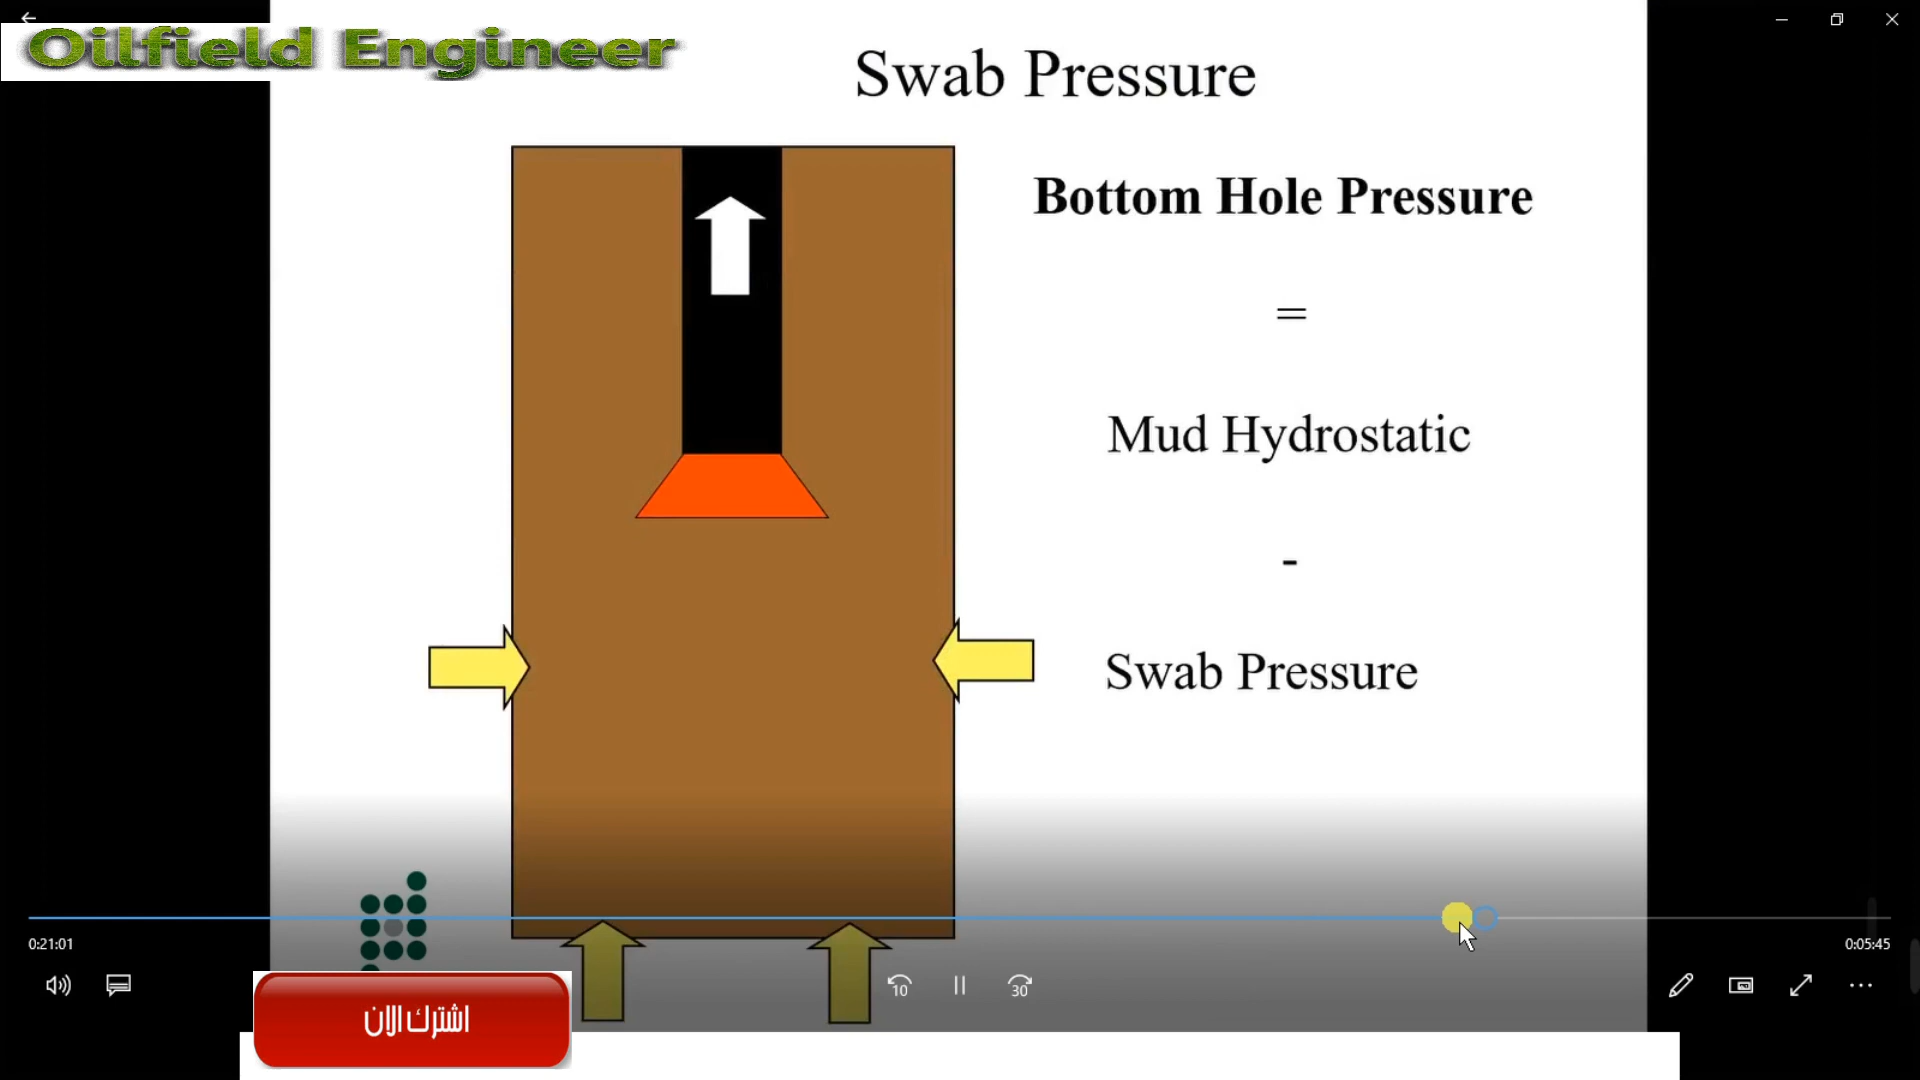 Oilfield Engineer
Swab Pressure
Bottom Hole Pressure
=
Mud Hydrostatic
-
Swab Pressure
0:21:01
0:05:45
10
30
اشترك الان